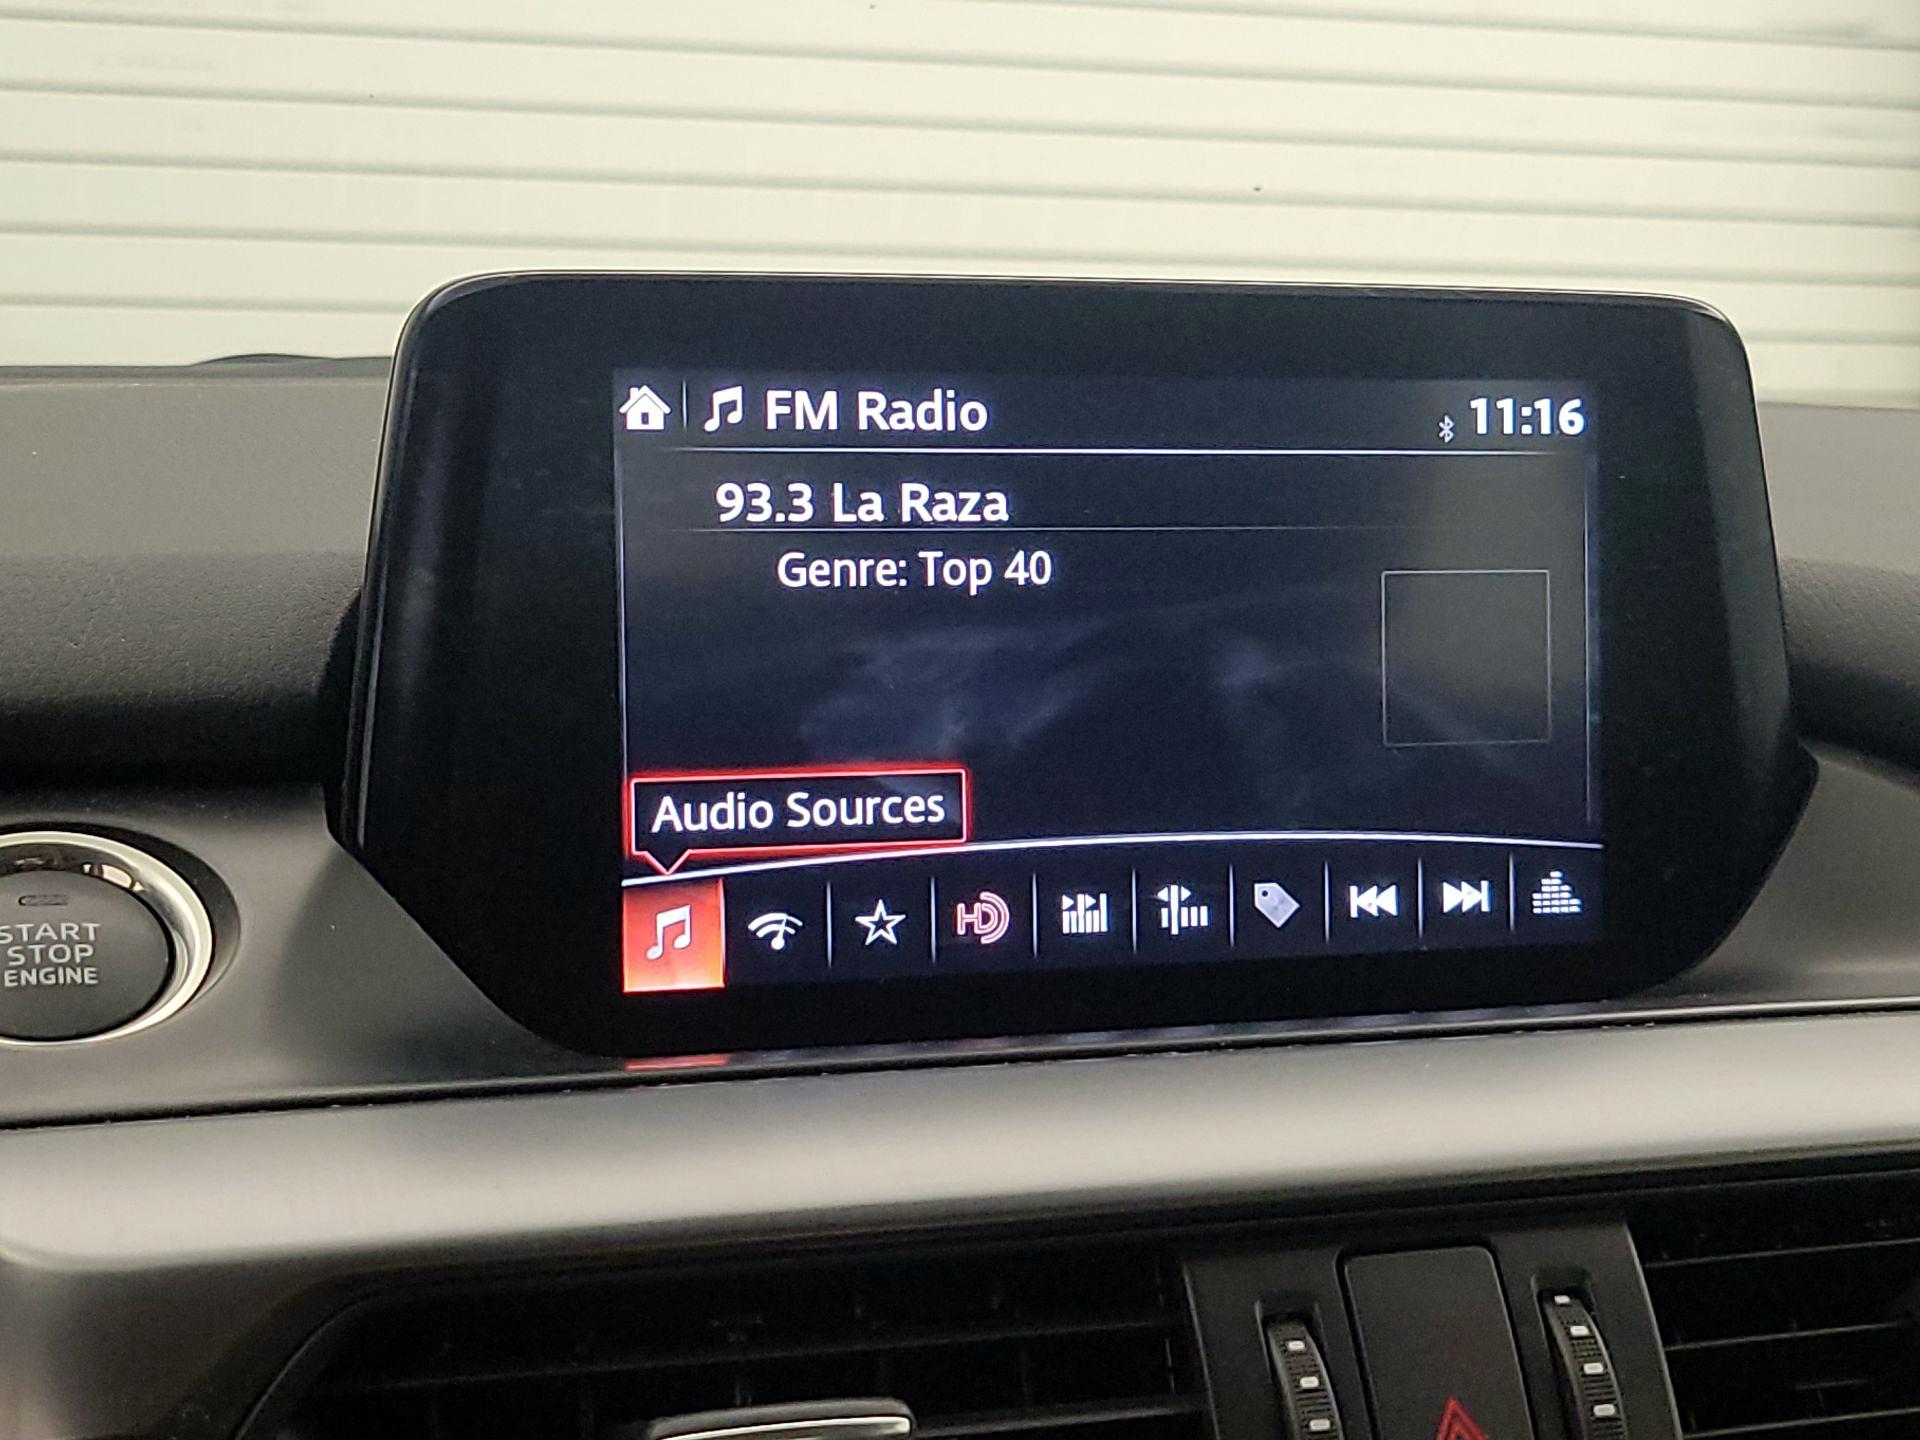 FM Radio 11:16
93.3 La Raza
Genre: Top 40
Audio Sources
HD
START
STOP
ENGINE